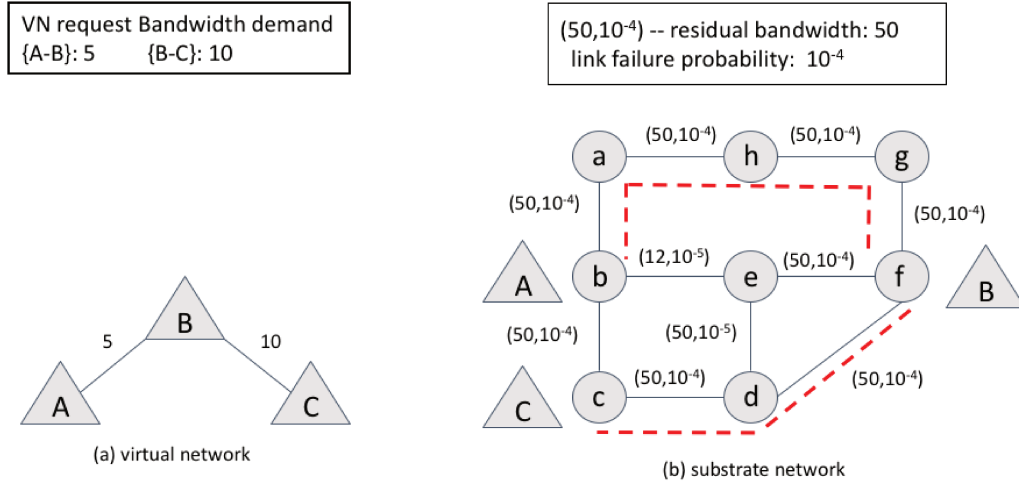 VN request Bandwidth demand
{A-B}: 5 {B-C}: 10
(50,10⁻⁴) -- residual bandwidth: 50
link failure probability: 10⁻⁴
(50,10⁻⁴) (50,10⁻⁴)
a h g
(50,10⁻⁴) (50,10⁻⁴)
(12,10⁻⁵) (50,10⁻⁴)
A b e f B
(50,10⁻⁴) (50,10⁻⁵)
(50,10⁻⁴) (50,10⁻⁴)
C c d
B
5 10
A C
(a) virtual network
(b) substrate network